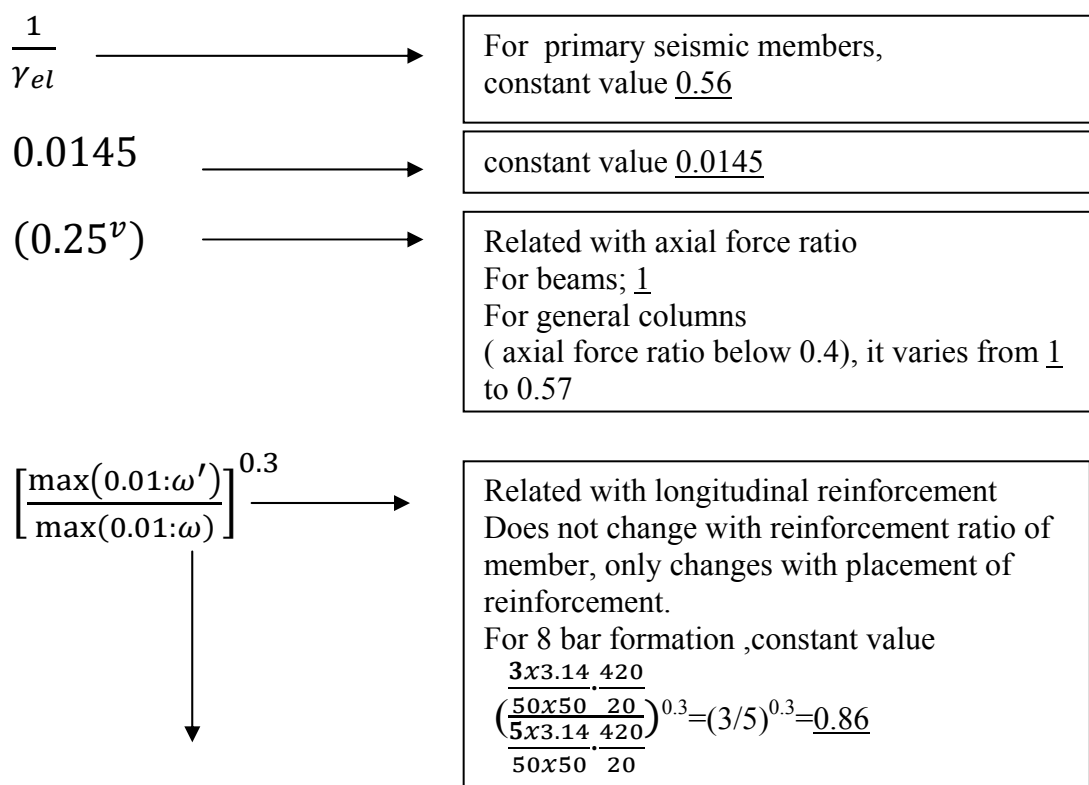 1/γ_el
For primary seismic members,
constant value 0.56
0.0145
constant value 0.0145
(0.25^v)
Related with axial force ratio
For beams; 1
For general columns
( axial force ratio below 0.4), it varies from 1
to 0.57
[max(0.01:ω′)/max(0.01:ω)]^0.3
Related with longitudinal reinforcement
Does not change with reinforcement ratio of
member, only changes with placement of
reinforcement.
For 8 bar formation ,constant value
((3x3.14/50x50 · 420/20)/(5x3.14/50x50 · 420/20))^0.3=(3/5)^0.3=0.86